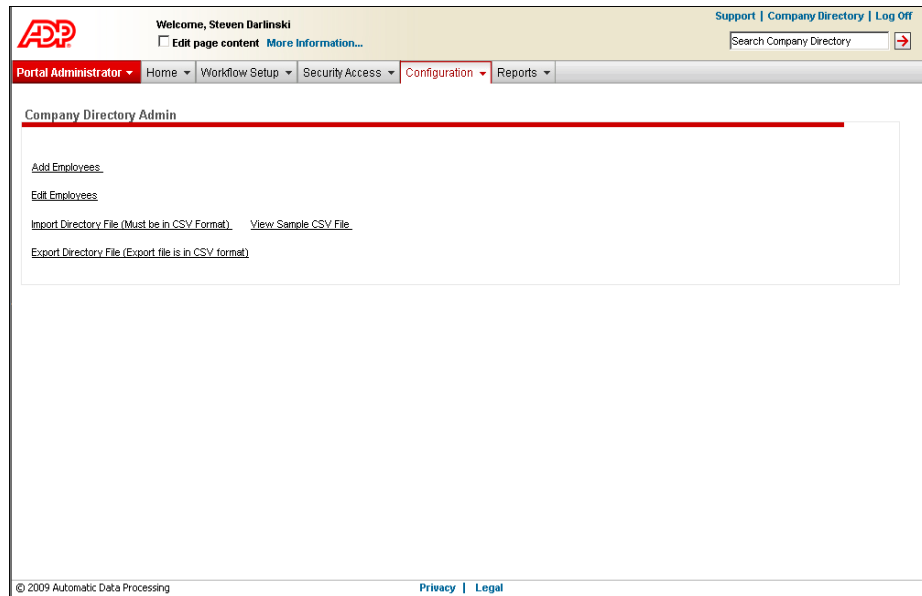 ADP
Welcome, Steven Darlinski
Edit page content More Information...
Support | Company Directory | Log Off
Search Company Directory
Portal Administrator Home Workflow Setup Security Access Configuration Reports
Company Directory Admin
Add Employees
Edit Employees
Import Directory File (Must be in CSV Format) View Sample CSV File
Export Directory File (Export file is in CSV format)
© 2009 Automatic Data Processing Privacy | Legal